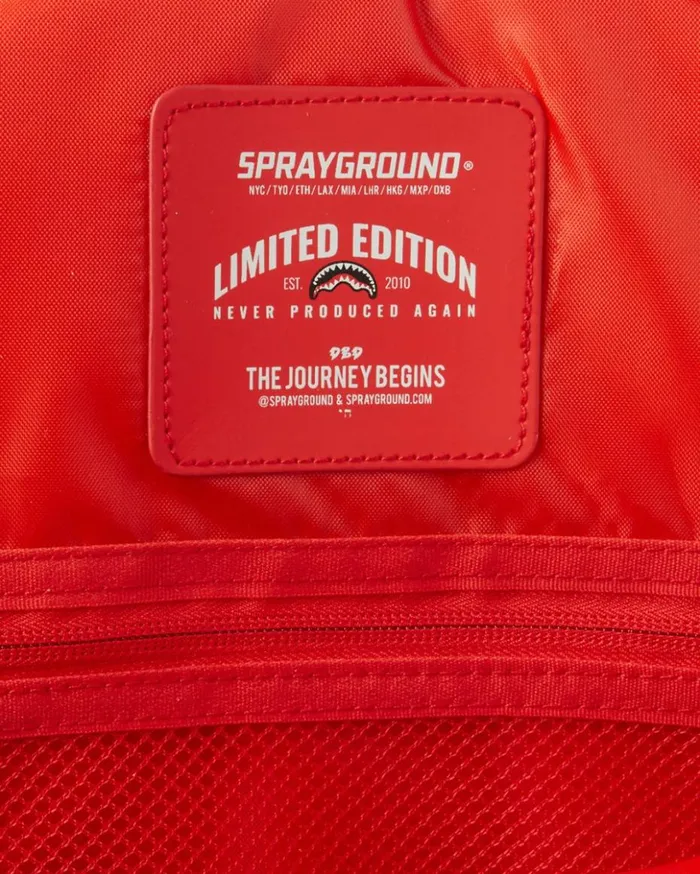 SPRAYGROUND®
NYC/TYO/ETH/LAX/MIA/LHR/HKG/MXP/DXB
LIMITED EDITION
EST. 2010
NEVER PRODUCED AGAIN
DBD
THE JOURNEY BEGINS
@SPRAYGROUND & SPRAYGROUND.COM